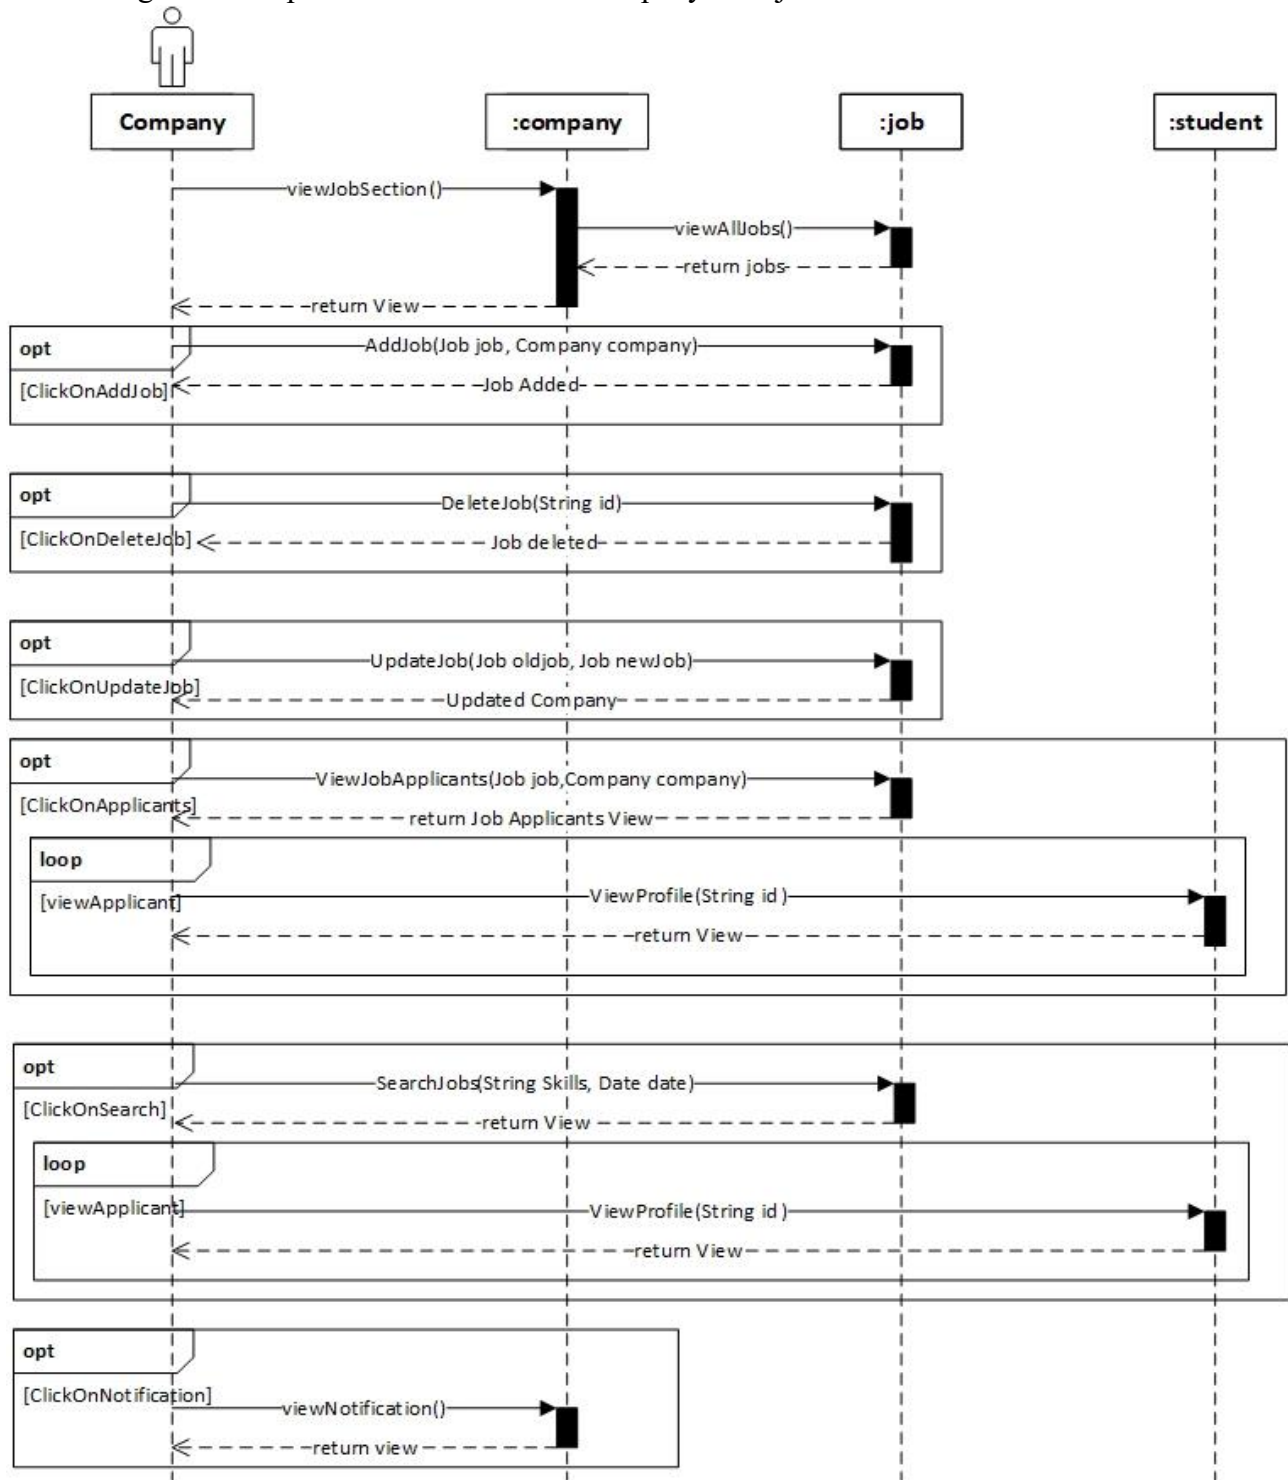 Company
:company
:job
:student
viewJobSection()
viewAllJobs()
return jobs
return View
opt
AddJob(Job job, Company company)
[ClickOnAddJob]
Job Added
opt
DeleteJob(String id)
[ClickOnDeleteJob]
Job deleted
opt
UpdateJob(Job oldjob, Job newJob)
[ClickOnUpdateJob]
Updated Company
opt
ViewJobApplicants(Job job,Company company)
[ClickOnApplicants]
return Job Applicants View
loop
[viewApplicant]
ViewProfile(String id )
return View
opt
SearchJobs(String Skills, Date date)
[ClickOnSearch]
return View
loop
[viewApplicant]
ViewProfile(String id )
return View
opt
[ClickOnNotification]
viewNotification()
return view